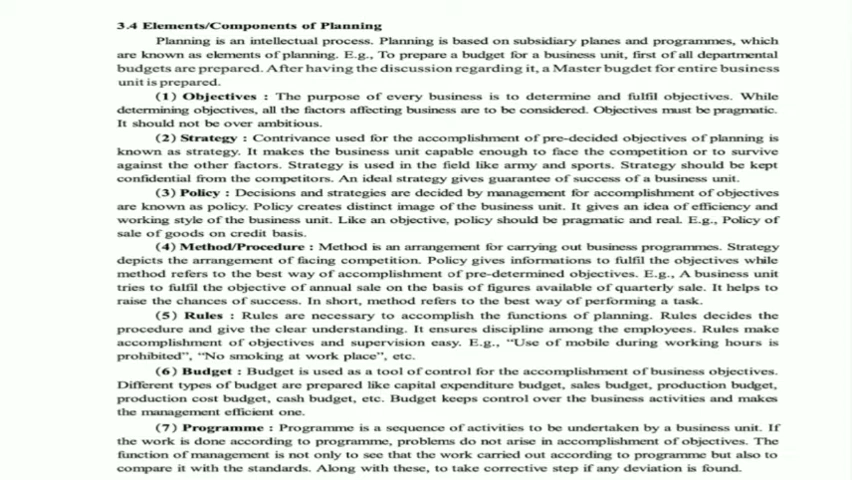 3.4 Elements/Components of Planning
Planning is an intellectual process. Planning is based on subsidiary planes and programmes, which
are known as elements of planning. E.g., To prepare a budget for a business unit, first of all departmental
budgets are prepared. After having the discussion regarding it, a Master bugdet for entire business
unit is prepared.
(1) Objectives : The purpose of every business is to determine and fulfil objectives. While
determining objectives, all the factors affecting business are to be considered. Objectives must be pragmatic.
It should not be over ambitious.
(2) Strategy : Contrivance used for the accomplishment of pre-decided objectives of planning is
known as strategy. It makes the business unit capable enough to face the competition or to survive
against the other factors. Strategy is used in the field like army and sports. Strategy should be kept
confidential from the competitors. An ideal strategy gives guarantee of success of a business unit.
(3) Policy : Decisions and strategies are decided by management for accomplishment of objectives
are known as policy. Policy creates distinct image of the business unit. It gives an idea of efficiency and
working style of the business unit. Like an objective, policy should be pragmatic and real. E.g., Policy of
sale of goods on credit basis.
(4) Method/Procedure : Method is an arrangement for carrying out business programmes. Strategy
depicts the arrangement of facing competition. Policy gives informations to fulfil the objectives while
method refers to the best way of accomplishment of pre-determined objectives. E.g., A business unit
tries to fulfil the objective of annual sale on the basis of figures available of quarterly sale. It helps to
raise the chances of success. In short, method refers to the best way of performing a task.
(5) Rules : Rules are necessary to accomplish the functions of planning. Rules decides the
procedure and give the clear understanding. It ensures discipline among the employees. Rules make
accomplishment of objectives and supervision easy. E.g., “Use of mobile during working hours is
prohibited”, “No smoking at work place”, etc.
(6) Budget : Budget is used as a tool of control for the accomplishment of business objectives.
Different types of budget are prepared like capital expenditure budget, sales budget, production budget,
production cost budget, cash budget, etc. Budget keeps control over the business activities and makes
the management efficient one.
(7) Programme : Programme is a sequence of activities to be undertaken by a business unit. If
the work is done according to programme, problems do not arise in accomplishment of objectives. The
function of management is not only to see that the work carried out according to programme but also to
compare it with the standards. Along with these, to take corrective step if any deviation is found.